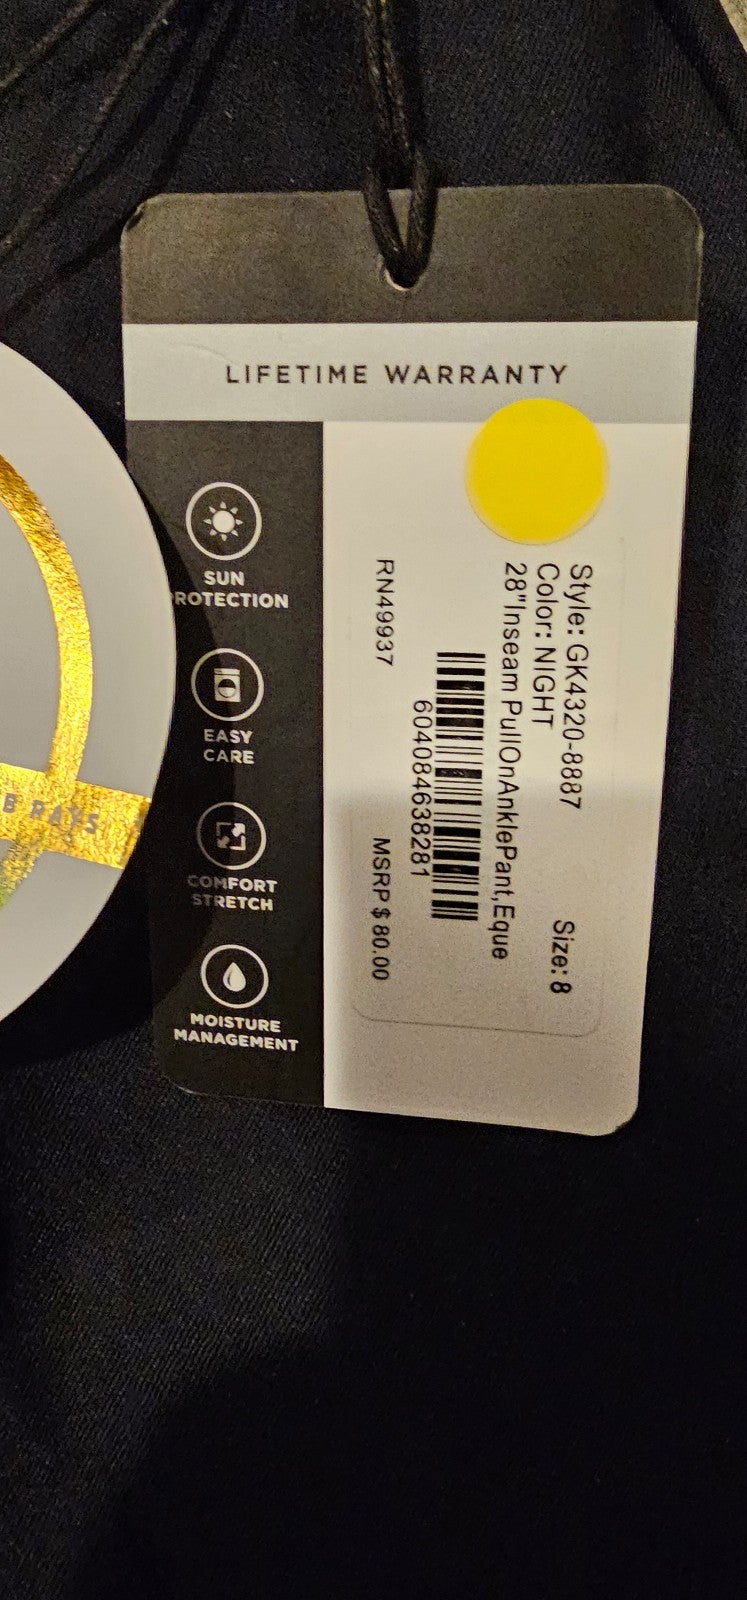 LIFETIME WARRANTY
SUN
PROTECTION
EASY
CARE
COMFORT
STRETCH
MOISTURE
MANAGEMENT
Style: GK4320-8887
Color: NIGHT Size: 8
28"Inseam PullOnAnklePant,Eque
604084638281
RN49937 MSRP $ 80.00
B RAYS